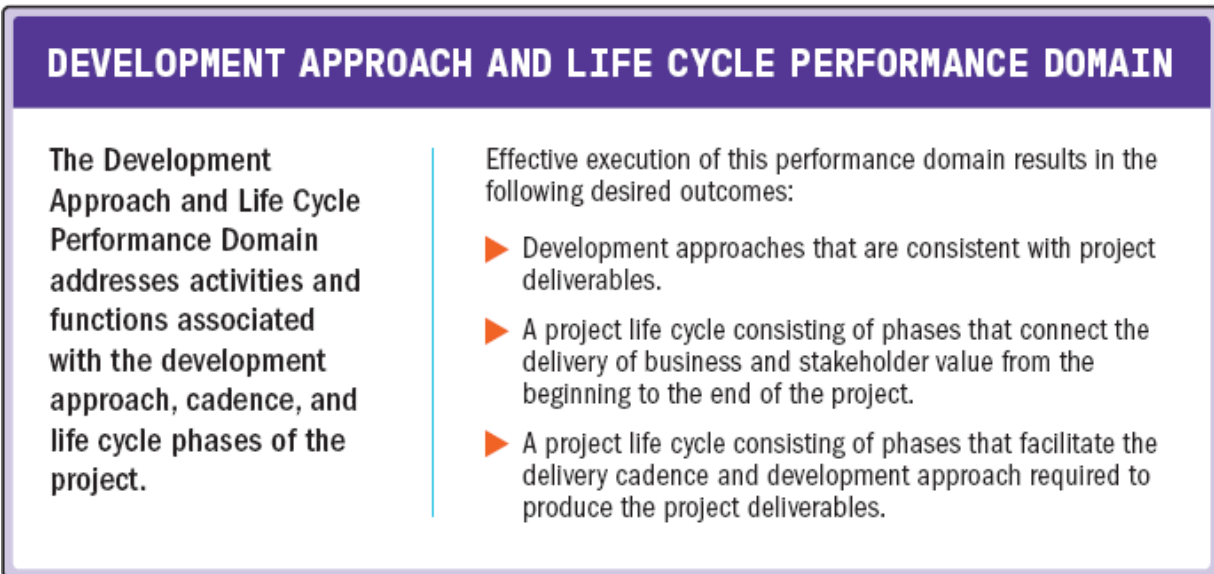 DEVELOPMENT APPROACH AND LIFE CYCLE PERFORMANCE DOMAIN
The Development
Approach and Life Cycle
Performance Domain
addresses activities and
functions associated
with the development
approach, cadence, and
life cycle phases of the
project.
Effective execution of this performance domain results in the
following desired outcomes:
Development approaches that are consistent with project
deliverables.
A project life cycle consisting of phases that connect the
delivery of business and stakeholder value from the
beginning to the end of the project.
A project life cycle consisting of phases that facilitate the
delivery cadence and development approach required to
produce the project deliverables.